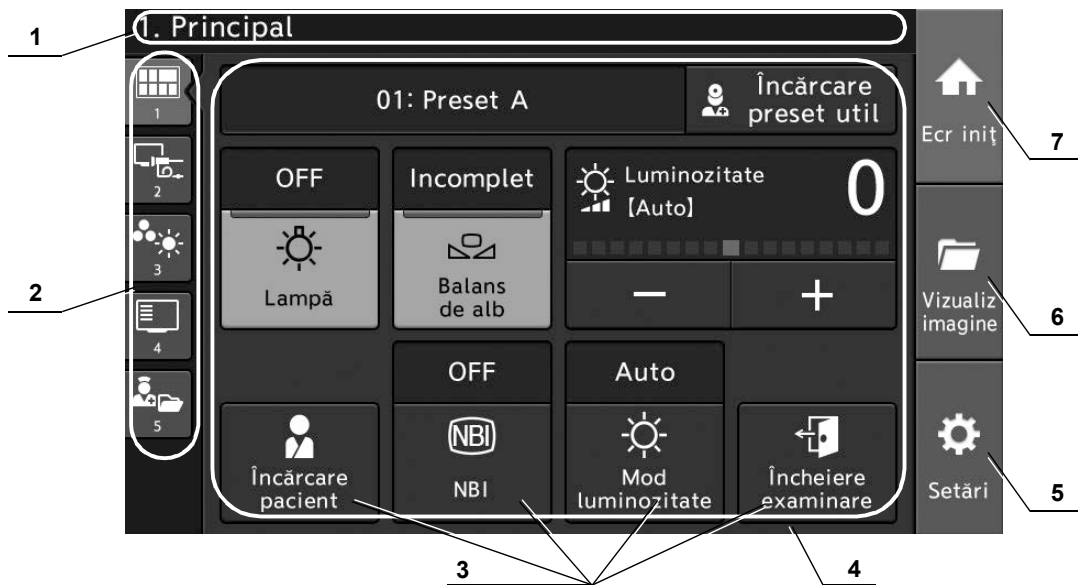 1
1. Principal
2
1
2
3
4
5
01: Preset A
Încărcare
preset util
OFF
Lampă
Incomplet
Balans
de alb
Luminozitate
【Auto】
0
−
+
Încărcare
pacient
OFF
NBI
NBI
Auto
Mod
luminozitate
Încheiere
examinare
Ecr iniț
7
Vizualiz
imagine
6
Setări
5
3
4